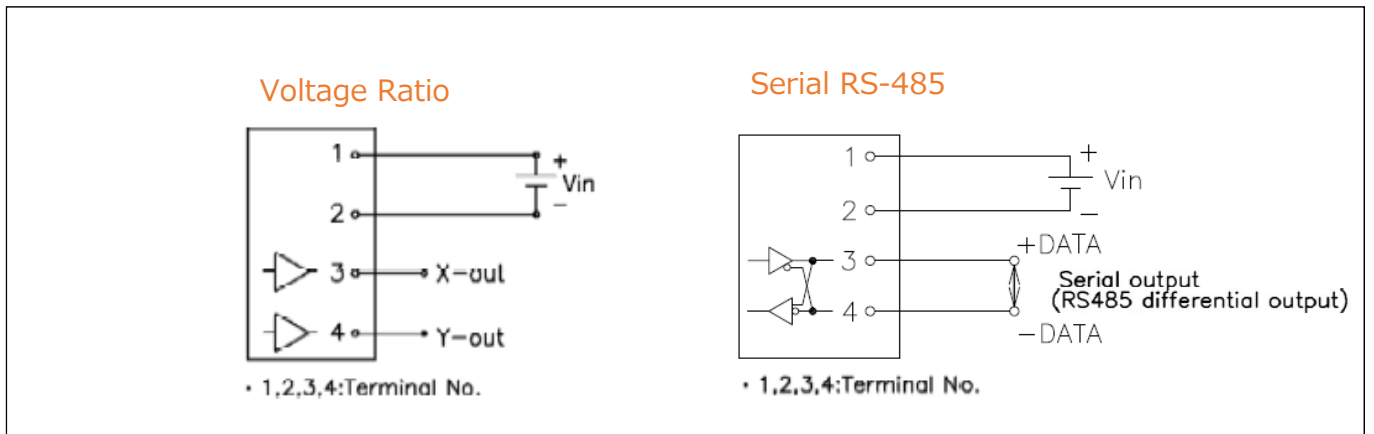 Voltage Ratio
1
+
Vin
2
−
3
X-out
4
Y-out
• 1,2,3,4:Terminal No.
Serial RS-485
1
+
Vin
2
−
+DATA
3
Serial output
(RS485 differential output)
4
−DATA
• 1,2,3,4:Terminal No.